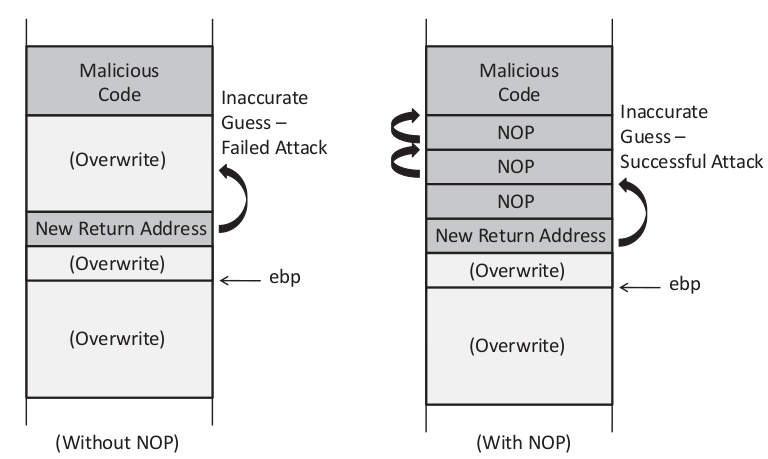 Malicious
Code
Inaccurate
Guess –
Failed Attack
(Overwrite)
New Return Address
(Overwrite)
ebp
(Overwrite)
(Without NOP)
Malicious
Code
Inaccurate
Guess –
Successful Attack
NOP
NOP
NOP
New Return Address
(Overwrite)
ebp
(Overwrite)
(With NOP)